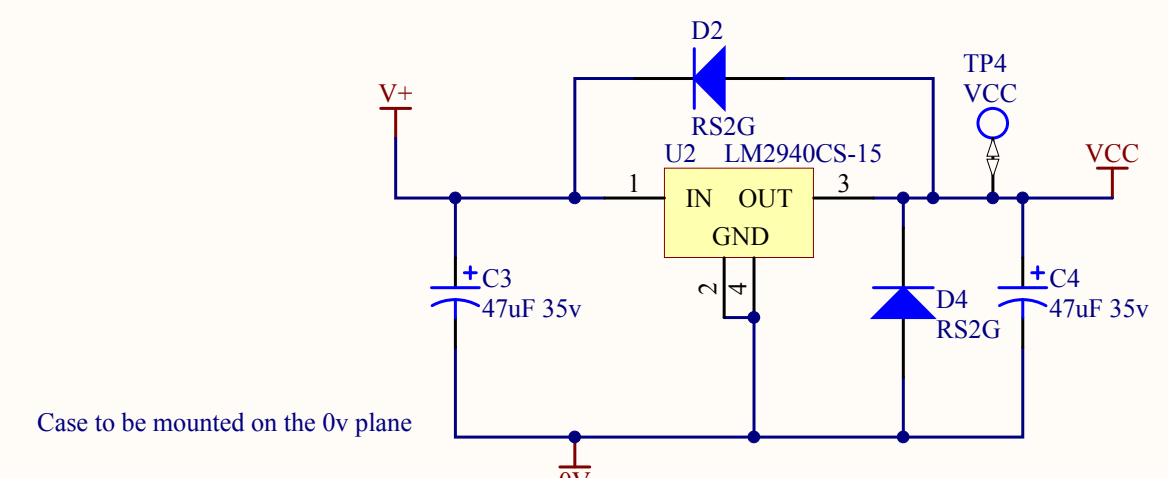 D2
TP4
V+
VCC
RS2G
U2 LM2940CS-15
VCC
1
IN OUT
3
GND
2
4
+
C3
47uF 35v
D4
RS2G
+
C4
47uF 35v
Case to be mounted on the 0v plane
0V